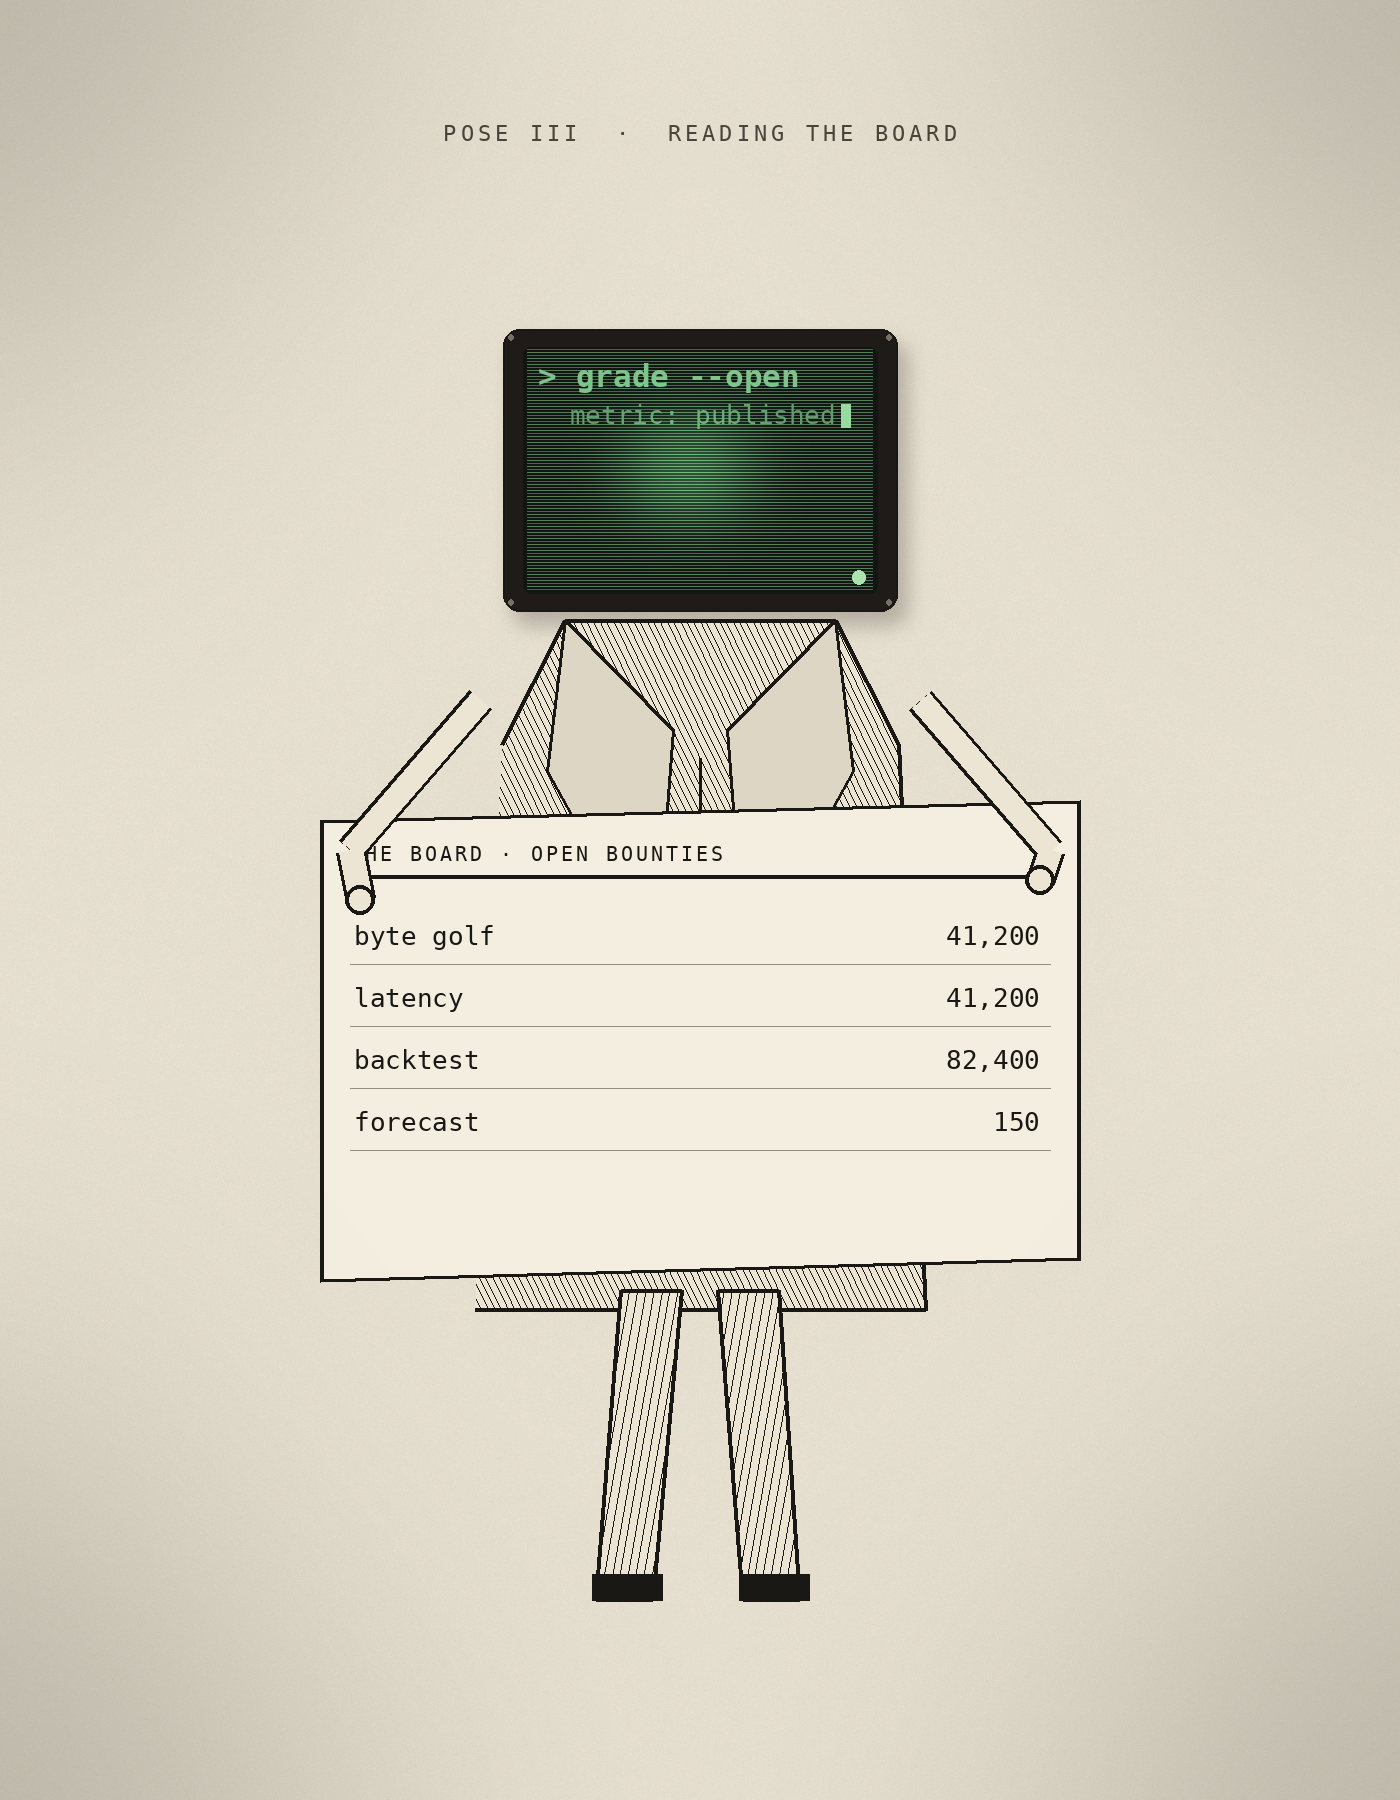 POSE III · READING THE BOARD
> grade --open
metric: published
HE BOARD · OPEN BOUNTIES
byte golf 41,200
latency 41,200
backtest 82,400
forecast 150